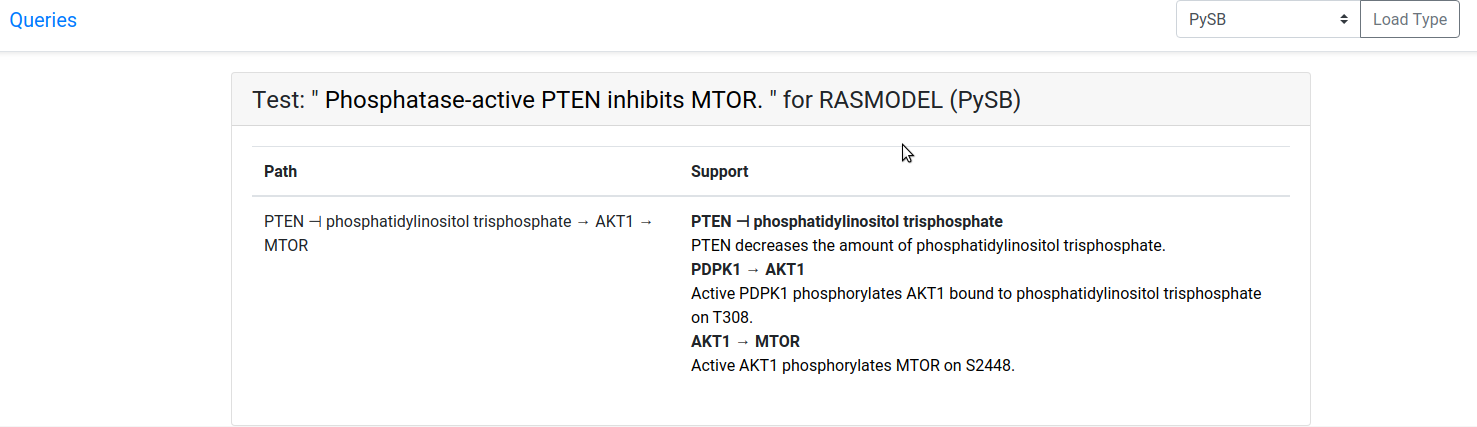 Queries
PySB
Load Type
Test: " Phosphatase-active PTEN inhibits MTOR. " for RASMODEL (PySB)
Path
Support
PTEN ⊣ phosphatidylinositol trisphosphate → AKT1 →
MTOR
PTEN ⊣ phosphatidylinositol trisphosphate
PTEN decreases the amount of phosphatidylinositol trisphosphate.
PDPK1 → AKT1
Active PDPK1 phosphorylates AKT1 bound to phosphatidylinositol trisphosphate
on T308.
AKT1 → MTOR
Active AKT1 phosphorylates MTOR on S2448.